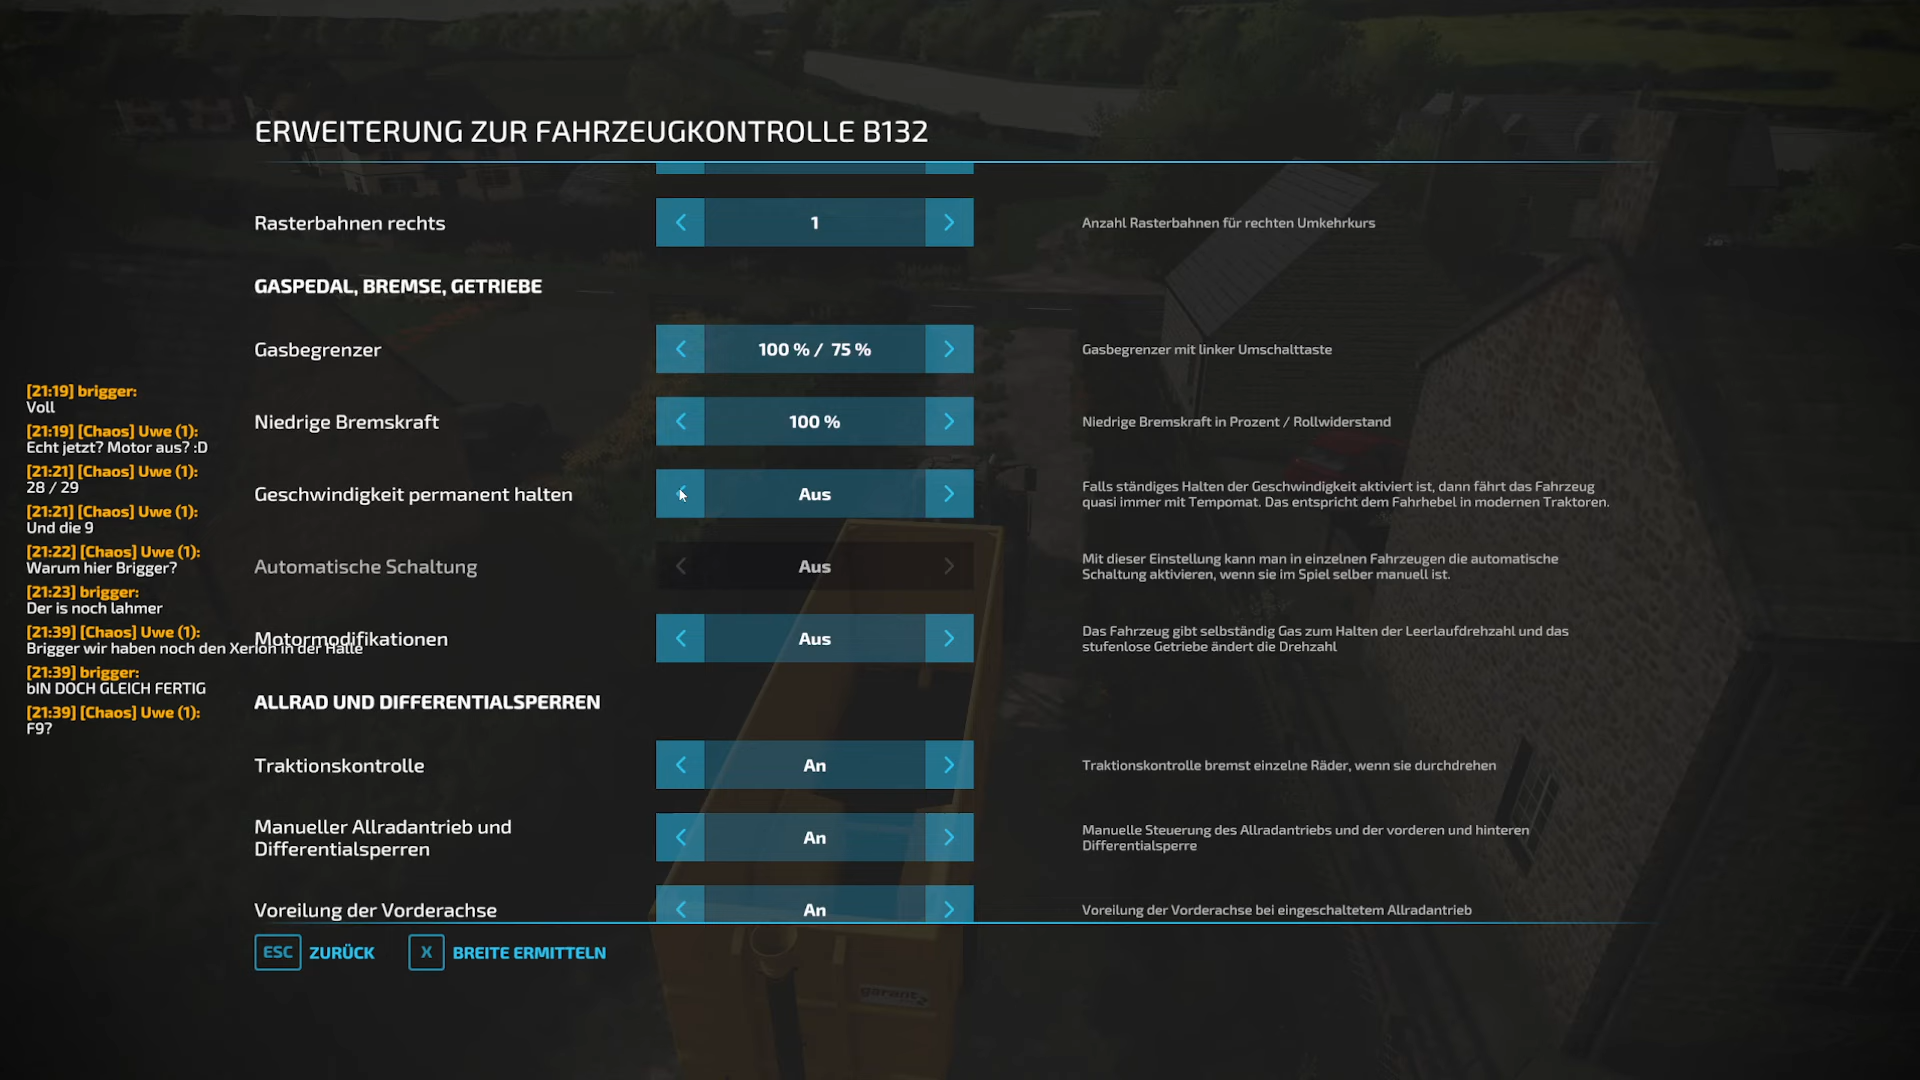 ERWEITERUNG ZUR FAHRZEUGKONTROLLE B132
Rasterbahnen rechts
1
Anzahl Rasterbahnen für rechten Umkehrkurs
GASPEDAL, BREMSE, GETRIEBE
Gasbegrenzer
100 % / 75 %
Gasbegrenzer mit linker Umschalttaste
Niedrige Bremskraft
100 %
Niedrige Bremskraft in Prozent / Rollwiderstand
Geschwindigkeit permanent halten
Aus
Falls ständiges Halten der Geschwindigkeit aktiviert ist, dann fährt das Fahrzeug
quasi immer mit Tempomat. Das entspricht dem Fahrhebel in modernen Traktoren.
Automatische Schaltung
Aus
Mit dieser Einstellung kann man in einzelnen Fahrzeugen die automatische
Schaltung aktivieren, wenn sie im Spiel selber manuell ist.
Motormodifikationen
Aus
Das Fahrzeug gibt selbständig Gas zum Halten der Leerlaufdrehzahl und das
stufenlose Getriebe ändert die Drehzahl
ALLRAD UND DIFFERENTIALSPERREN
Traktionskontrolle
An
Traktionskontrolle bremst einzelne Räder, wenn sie durchdrehen
Manueller Allradantrieb und
Differentialsperren
An
Manuelle Steuerung des Allradantriebs und der vorderen und hinteren
Differentialsperre
Voreilung der Vorderachse
An
Voreilung der Vorderachse bei eingeschaltetem Allradantrieb
ESC ZURÜCK X BREITE ERMITTELN
[21:19] brigger:
Voll
[21:19] [Chaos] Uwe (1):
Echt jetzt? Motor aus? :D
[21:21] [Chaos] Uwe (1):
28 / 29
[21:21] [Chaos] Uwe (1):
Und die 9
[21:22] [Chaos] Uwe (1):
Warum hier Brigger?
[21:23] brigger:
Der is noch lahmer
[21:39] [Chaos] Uwe (1):
Brigger wir haben noch den Xerion in der Halle
[21:39] brigger:
bIN DOCH GLEICH FERTIG
[21:39] [Chaos] Uwe (1):
F9?
garant